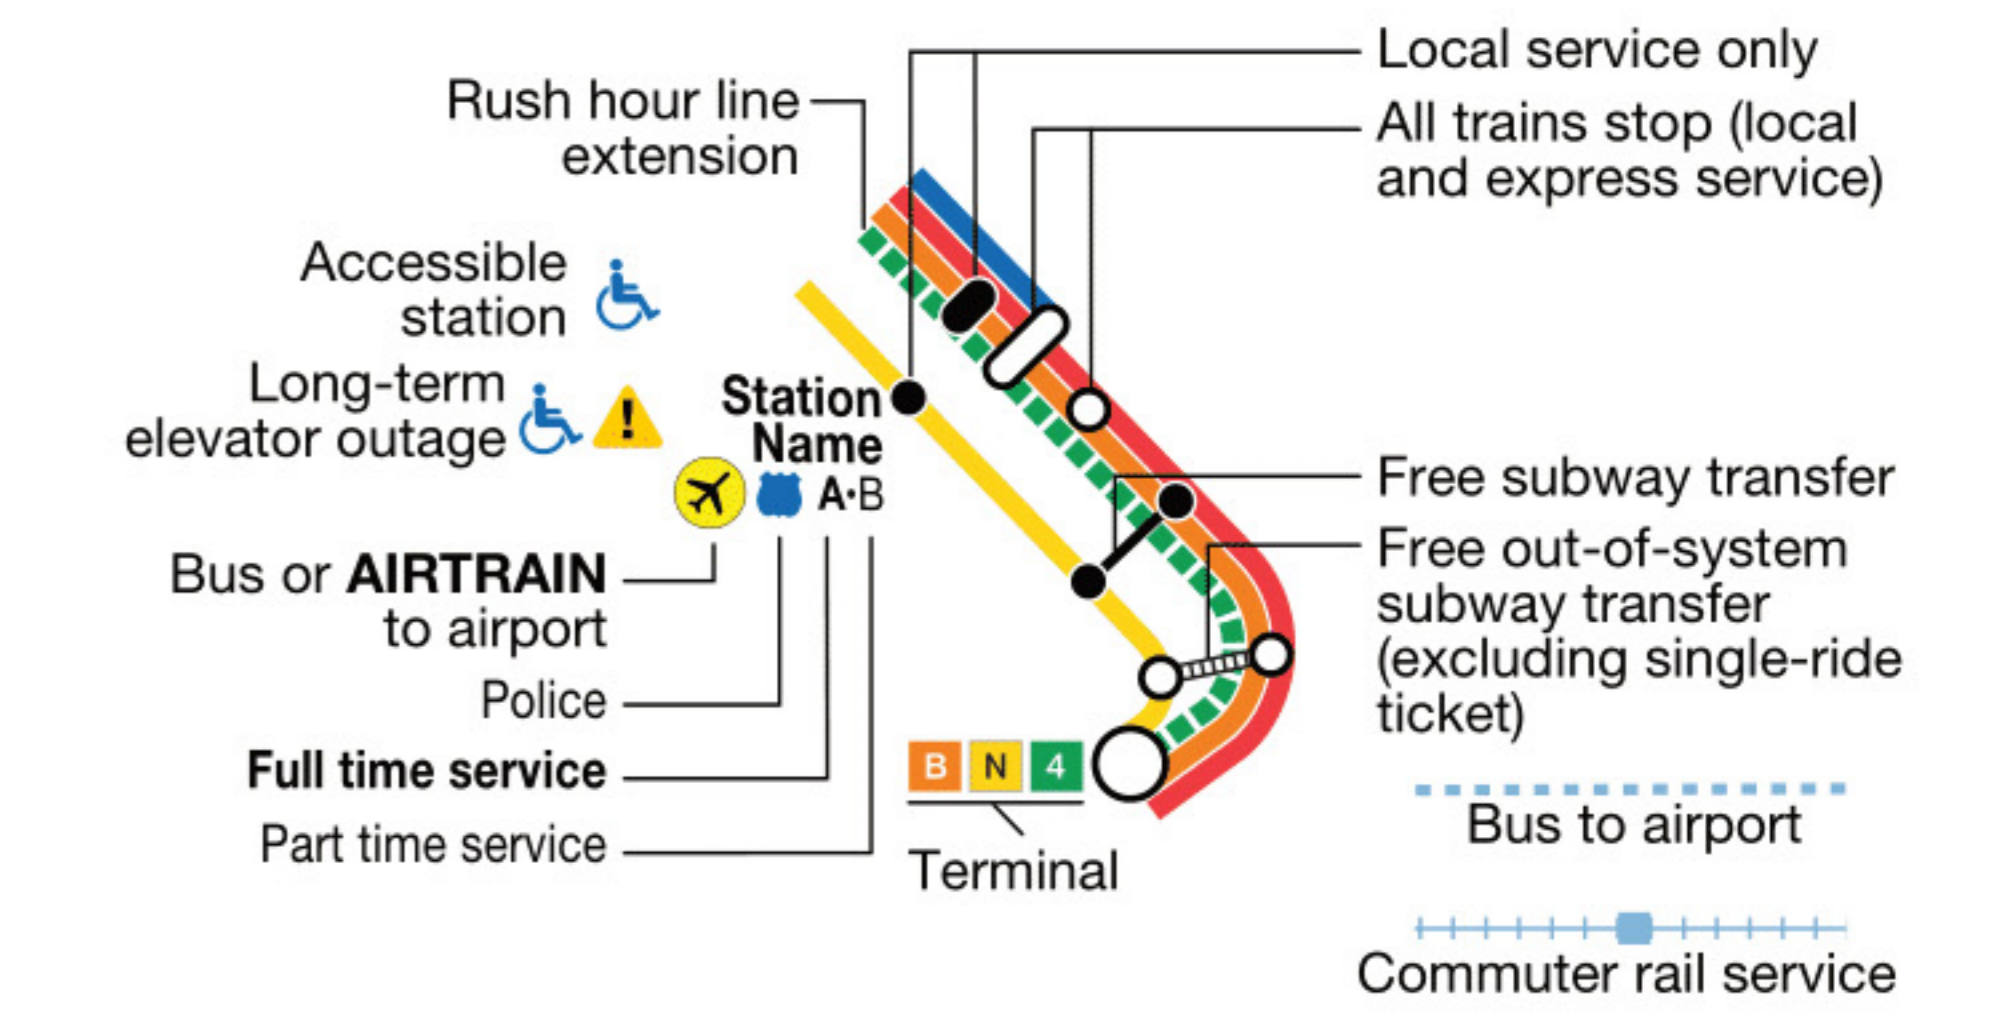 Local service only
All trains stop (local
and express service)
Rush hour line
extension
Accessible
station
Long-term
elevator outage
Station
Name
A•B
Bus or AIRTRAIN
to airport
Police
Full time service
Part time service
Free subway transfer
Free out-of-system
subway transfer
(excluding single-ride
ticket)
B N 4
Terminal
Bus to airport
Commuter rail service